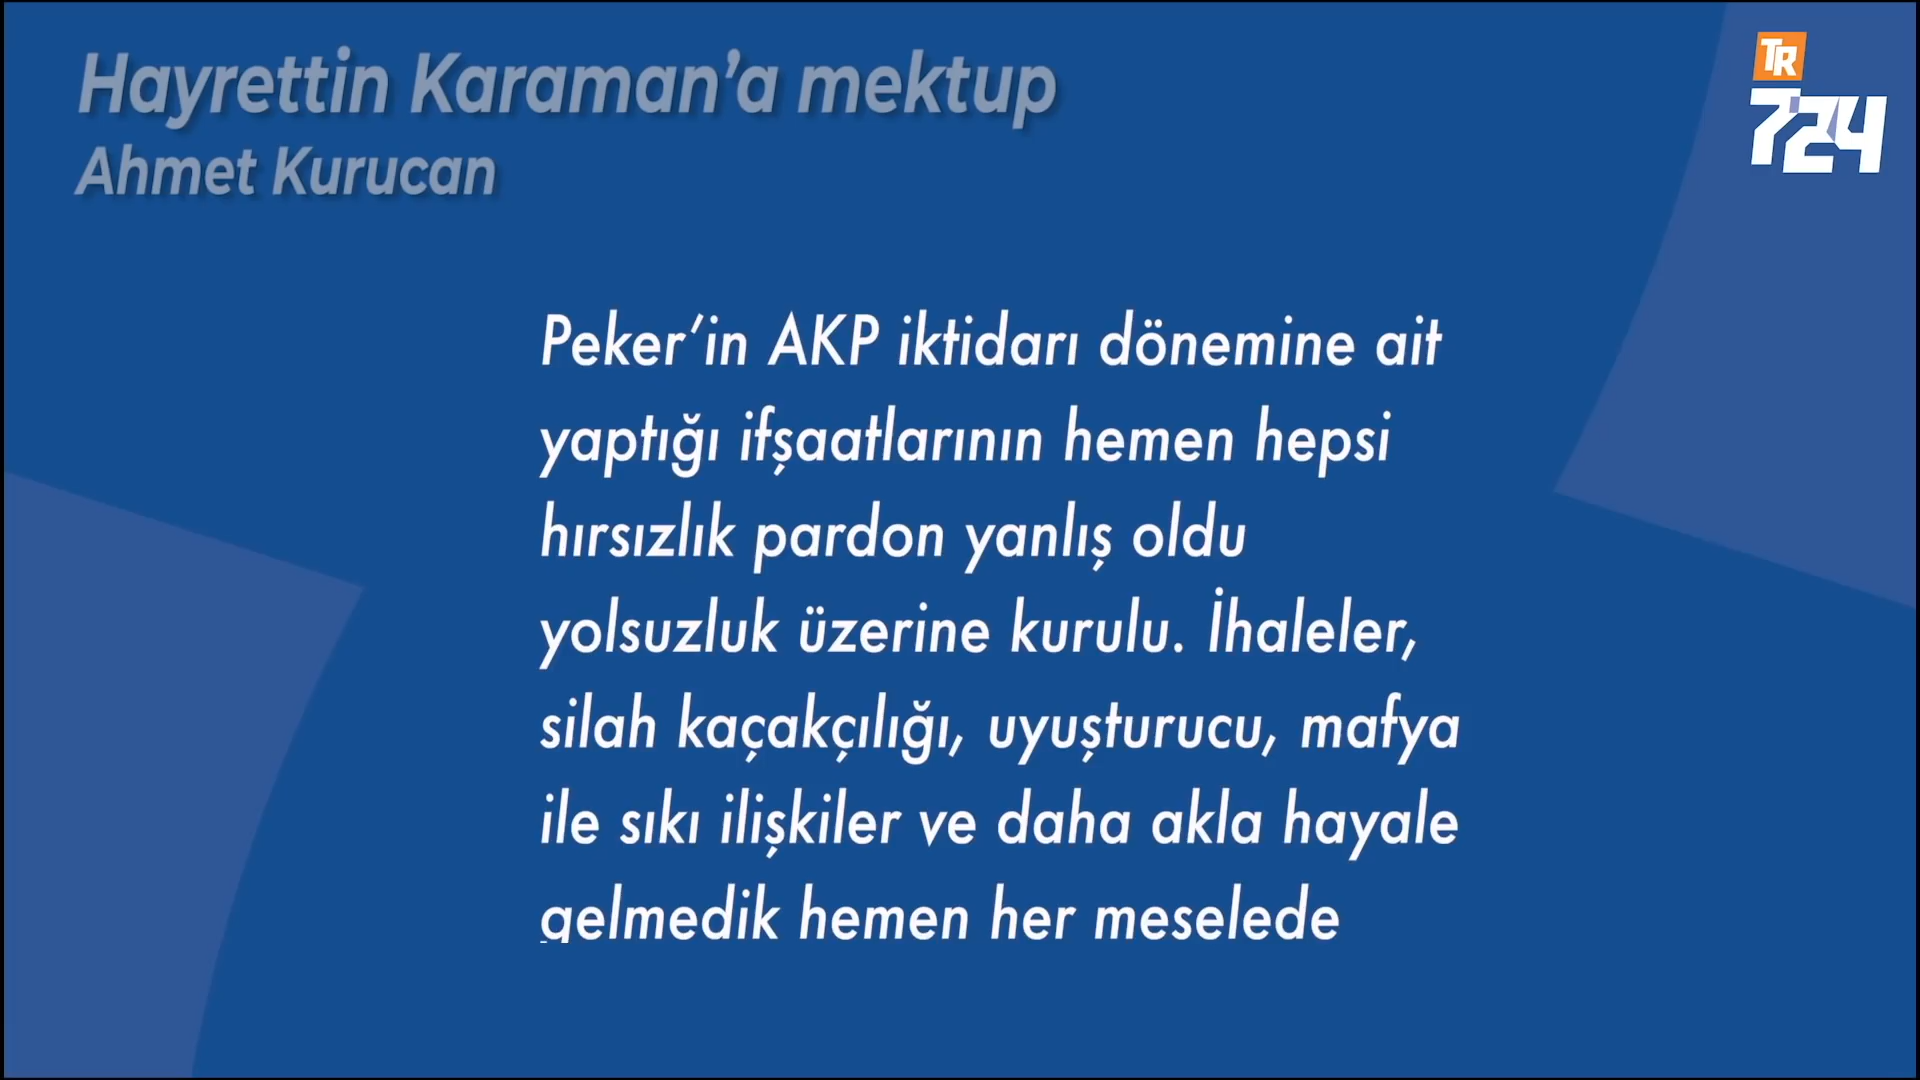 Hayrettin Karaman’a mektup
Ahmet Kurucan
TR
724
Peker’in AKP iktidarı dönemine ait
yaptığı ifşaatlarının hemen hepsi
hırsızlık pardon yanlış oldu
yolsuzluk üzerine kurulu. İhaleler,
silah kaçakçılığı, uyuşturucu, mafya
ile sıkı ilişkiler ve daha akla hayale
gelmedik hemen her meselede